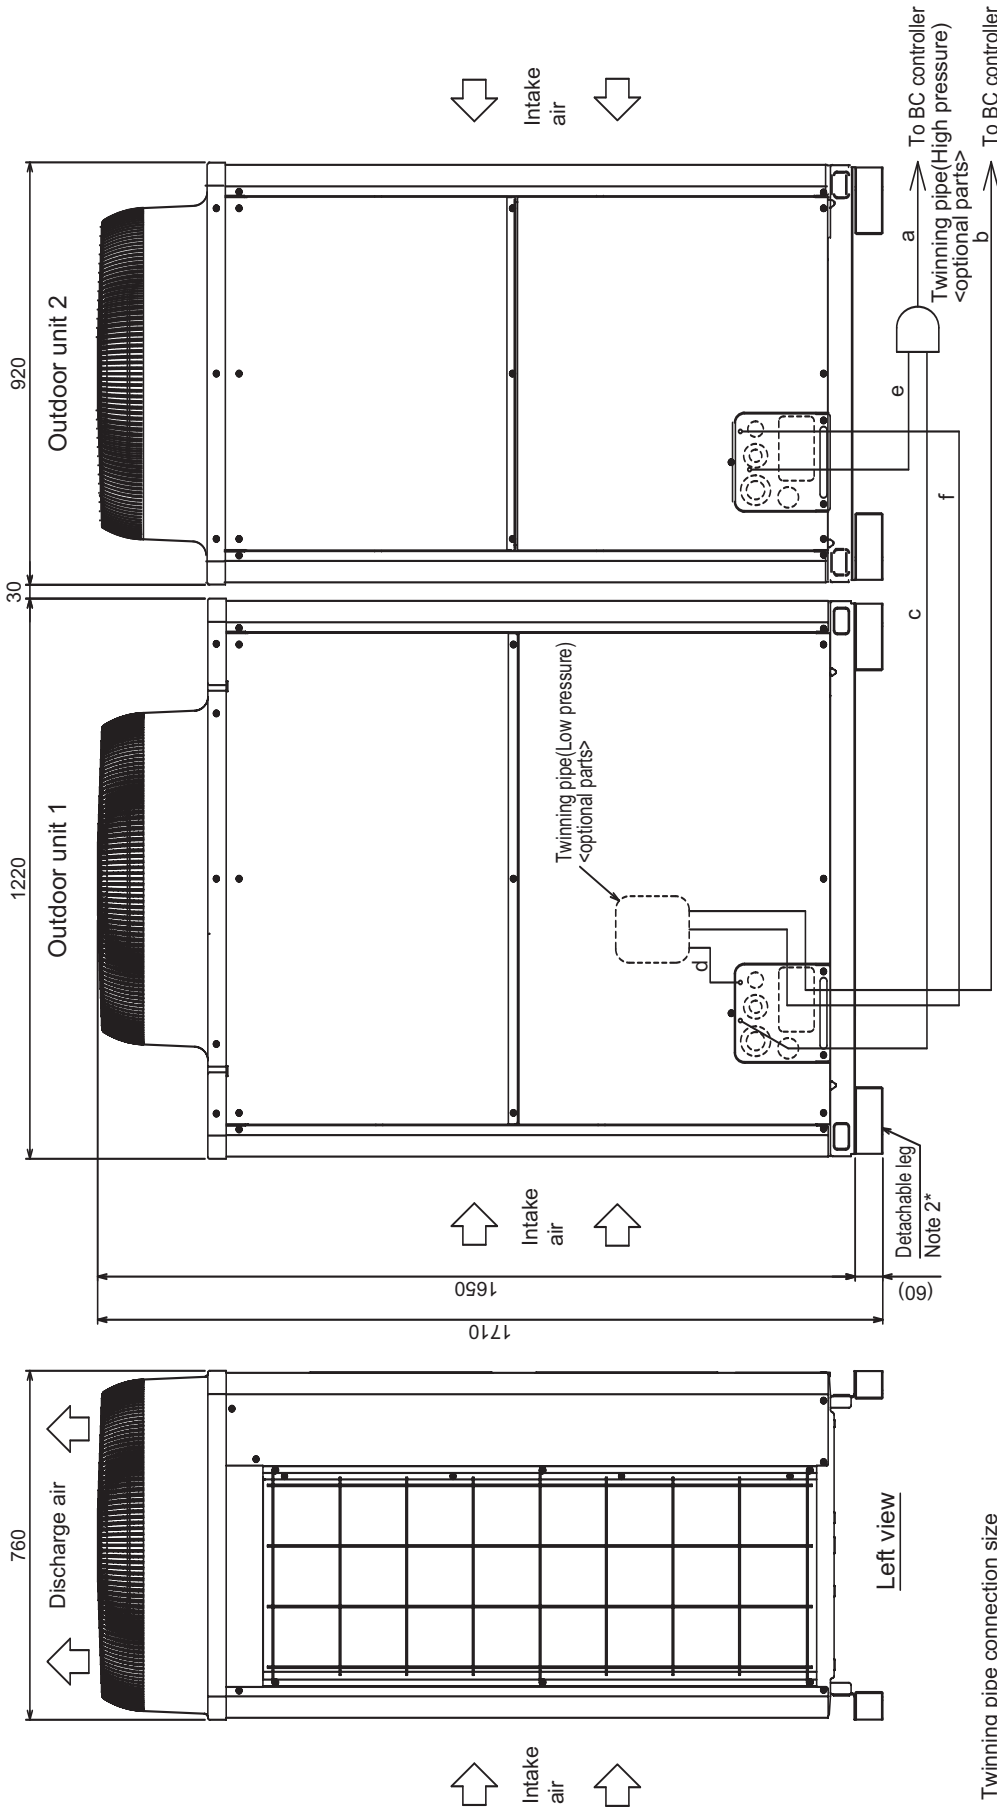 760
Discharge air
Intake
air
Left view
1710
1650
(60)
Intake
air
Detachable leg
Note 2*
1220
30
920
Outdoor unit 1
Outdoor unit 2
Twinning pipe(Low pressure)
<optional parts>
d
c
f
e
a
To BC controller
Twinning pipe(High pressure)
<optional parts>
b
To BC controller
Intake
air
Twinning pipe connection size